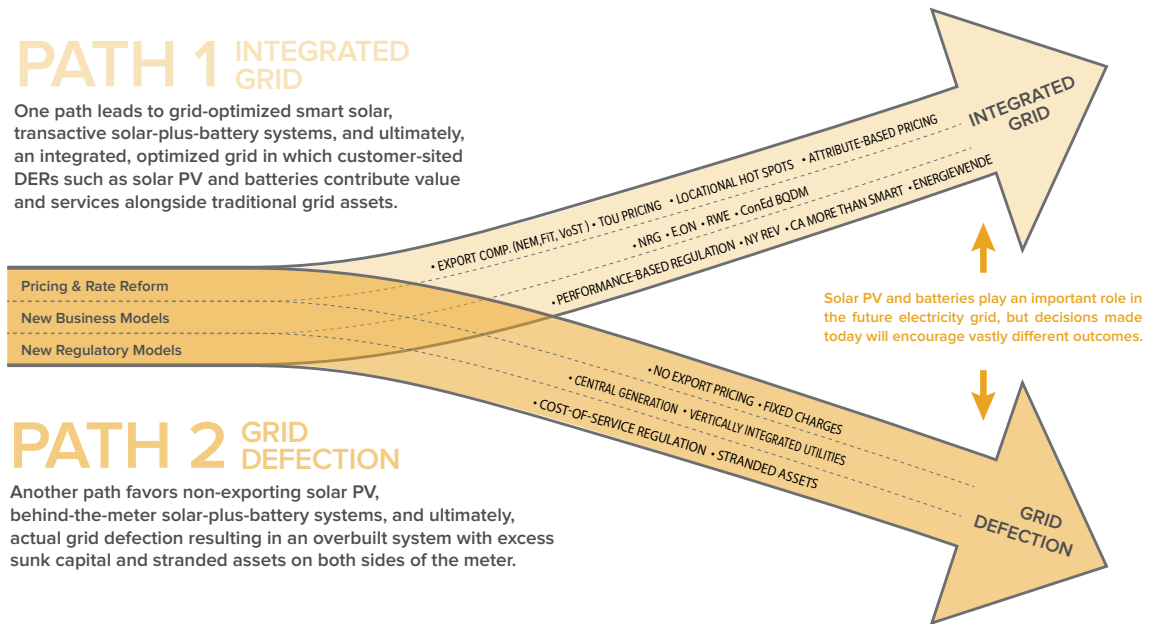 PATH 1 INTEGRATED
GRID
One path leads to grid-optimized smart solar,
transactive solar-plus-battery systems, and ultimately,
an integrated, optimized grid in which customer-sited
DERs such as solar PV and batteries contribute value
and services alongside traditional grid assets.
INTEGRATED
GRID
• EXPORT COMP. (NEM,FiT, VoST ) • TOU PRICING • LOCATIONAL HOT SPOTS • ATTRIBUTE-BASED PRICING
• NRG • E.ON • RWE • ConEd BQDM
• PERFORMANCE-BASED REGULATION • NY REV • CA MORE THAN SMART • ENERGIEWENDE
Pricing & Rate Reform
New Business Models
New Regulatory Models
Solar PV and batteries play an important role in
the future electricity grid, but decisions made
today will encourage vastly different outcomes.
• NO EXPORT PRICING • FIXED CHARGES
• CENTRAL GENERATION • VERTICALLY INTEGRATED UTILITIES
• COST-OF-SERVICE REGULATION • STRANDED ASSETS
GRID
DEFECTION
PATH 2 GRID
DEFECTION
Another path favors non-exporting solar PV,
behind-the-meter solar-plus-battery systems, and ultimately,
actual grid defection resulting in an overbuilt system with excess
sunk capital and stranded assets on both sides of the meter.